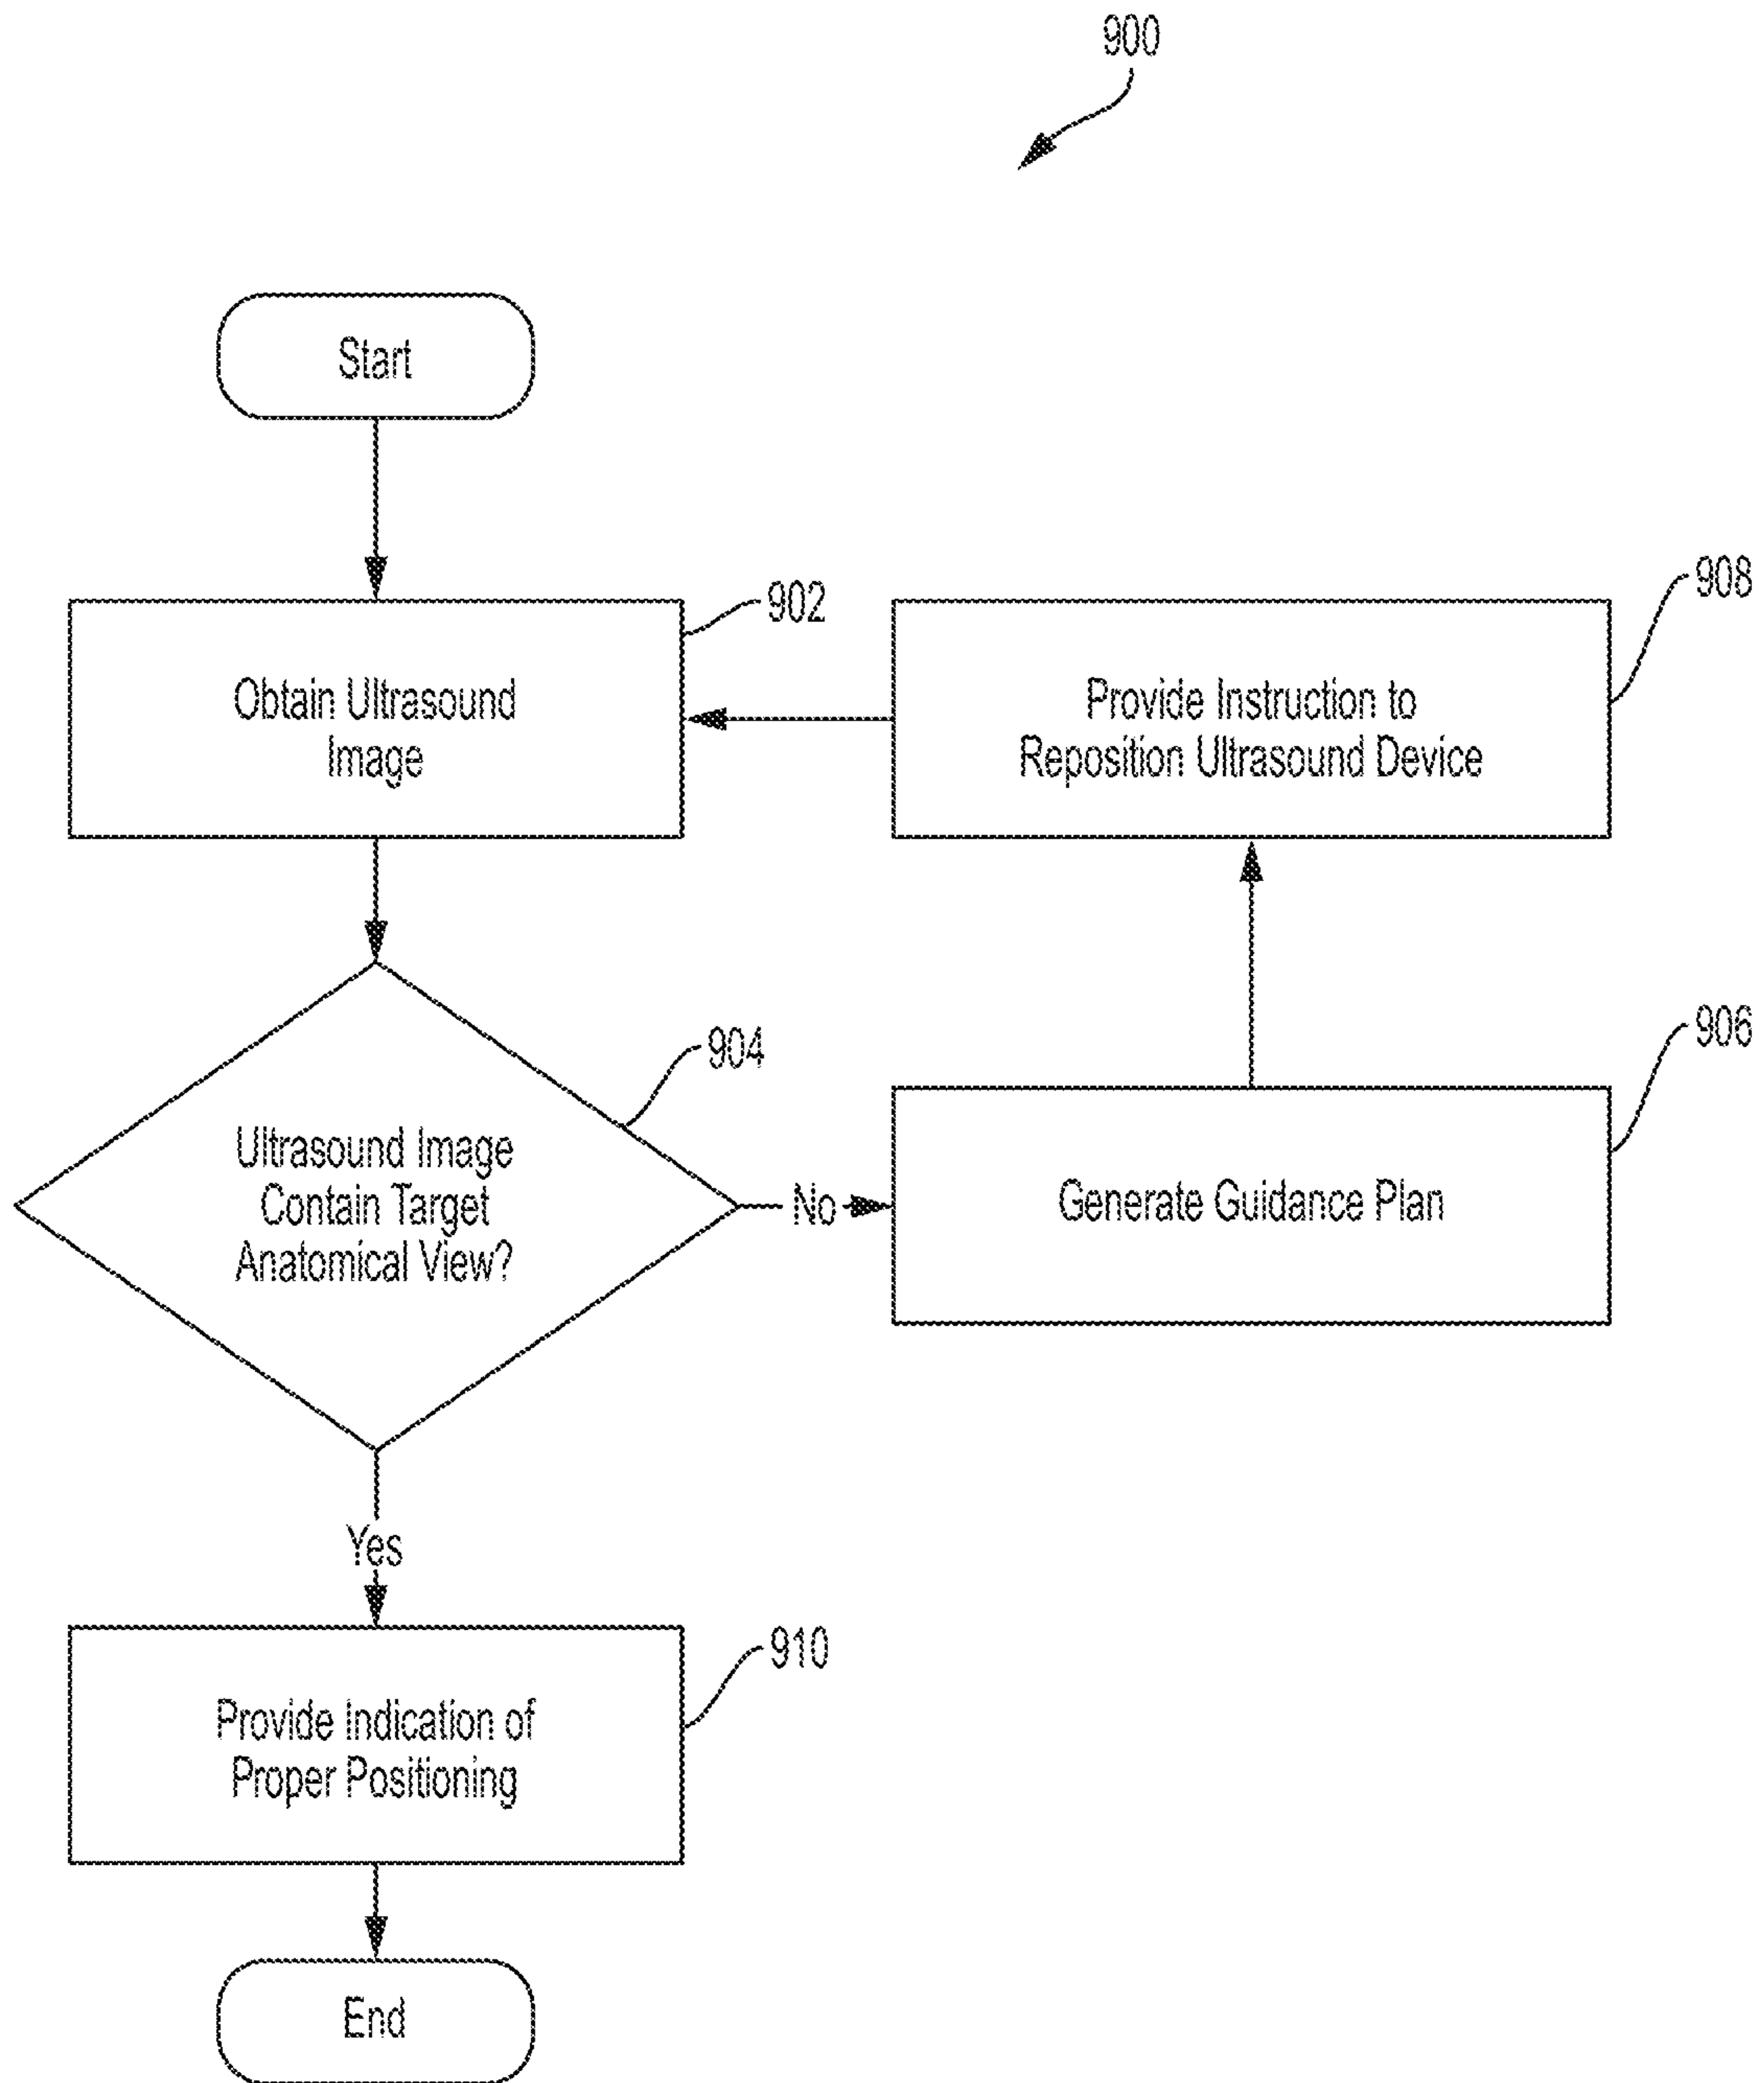 900
Start
902
Obtain Ultrasound
Image
908
Provide Instruction to
Reposition Ultrasound Device
904
Ultrasound Image
Contain Target
Anatomical View?
No
906
Generate Guidance Plan
Yes
910
Provide Indication of
Proper Positioning
End